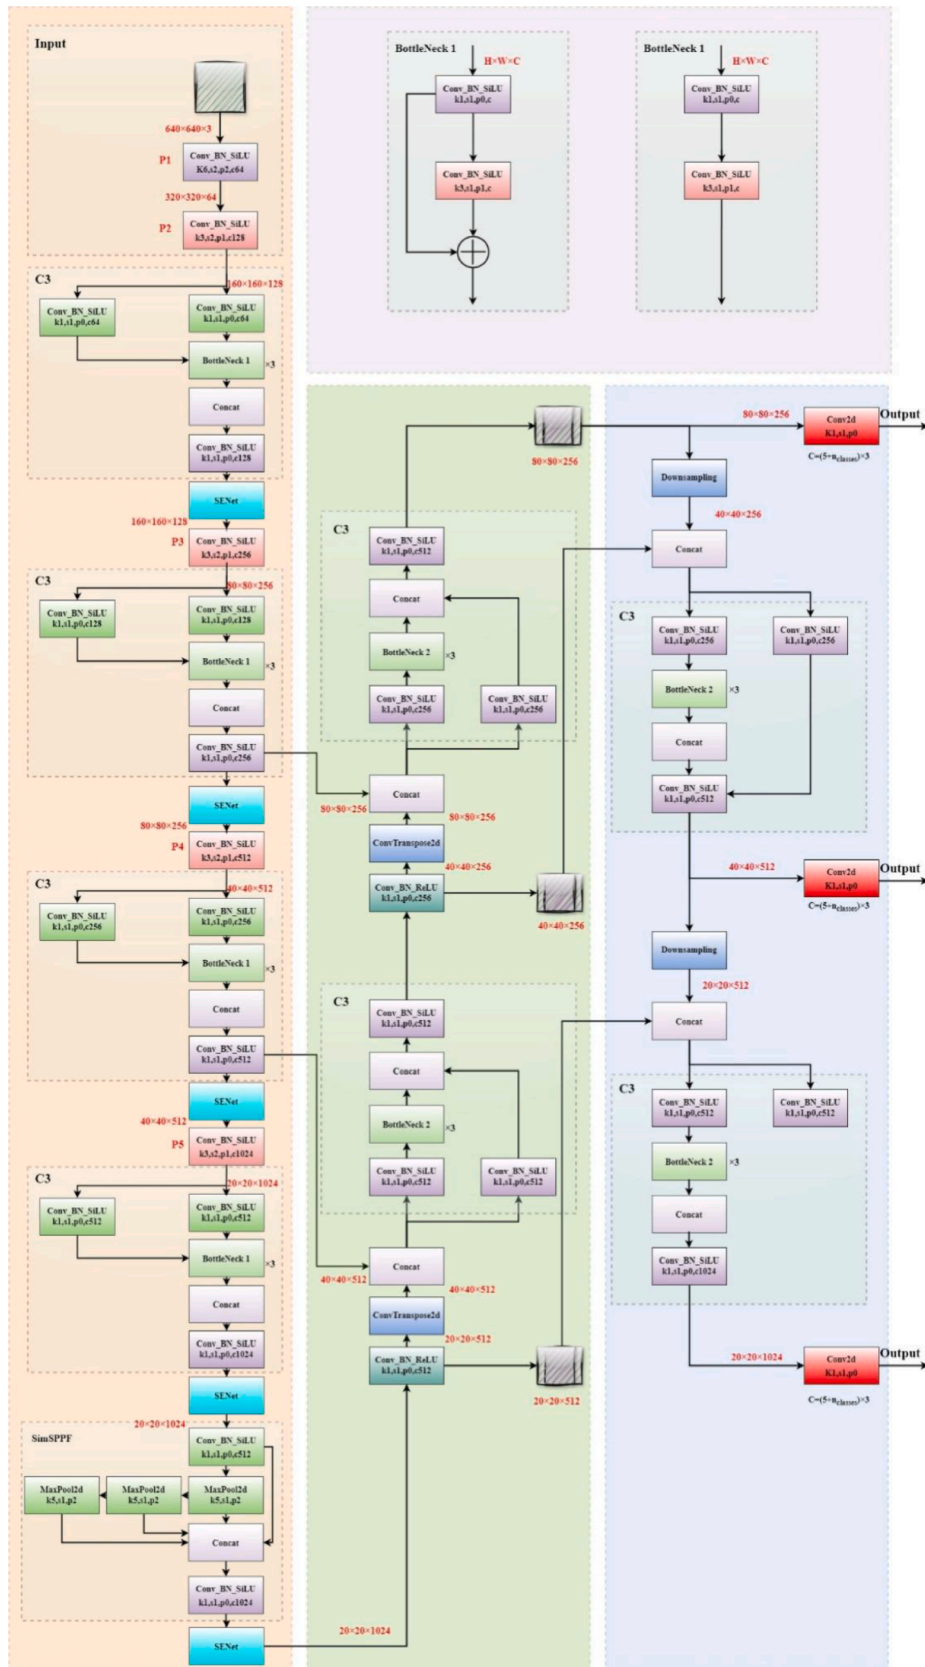 Input
640×640×3
P1
Conv_BN_SiLU
K6,s2,p2,c64
320×320×64
P2
Conv_BN_SiLU
k3,s2,p1,c128
C3
160×160×128
Conv_BN_SiLU
k1,s1,p0,c64
Conv_BN_SiLU
k1,s1,p0,c64
BottleNeck 1
×3
Concat
Conv_BN_SiLU
k1,s1,p0,c128
SENet
160×160×128
P3
Conv_BN_SiLU
k3,s2,p1,c256
C3
80×80×256
Conv_BN_SiLU
k1,s1,p0,c128
Conv_BN_SiLU
k1,s1,p0,c128
BottleNeck 1
×3
Concat
Conv_BN_SiLU
k1,s1,p0,c256
SENet
80×80×256
P4
Conv_BN_SiLU
k3,s2,p1,c512
C3
40×40×512
Conv_BN_SiLU
k1,s1,p0,c256
Conv_BN_SiLU
k1,s1,p0,c256
BottleNeck 1
×3
Concat
Conv_BN_SiLU
k1,s1,p0,c512
SENet
40×40×512
P5
Conv_BN_SiLU
k3,s2,p1,c1024
C3
20×20×1024
Conv_BN_SiLU
k1,s1,p0,c512
Conv_BN_SiLU
k1,s1,p0,c512
BottleNeck 1
×3
Concat
Conv_BN_SiLU
k1,s1,p0,c1024
SENet
20×20×1024
SimSPPF
Conv_BN_SiLU
k1,s1,p0,c512
MaxPool2d
k5,s1,p2
MaxPool2d
k5,s1,p2
MaxPool2d
k5,s1,p2
Concat
Conv_BN_SiLU
k1,s1,p0,c1024
SENet
20×20×1024
BottleNeck 1
H×W×C
Conv_BN_SiLU
k1,s1,p0,c
Conv_BN_SiLU
k3,s1,p1,c
BottleNeck 1
H×W×C
Conv_BN_SiLU
k1,s1,p0,c
Conv_BN_SiLU
k3,s1,p1,c
80×80×256
C3
Conv_BN_SiLU
k1,s1,p0,c512
Concat
BottleNeck 2
×3
Conv_BN_SiLU
k1,s1,p0,c256
Conv_BN_SiLU
k1,s1,p0,c256
Concat
80×80×256
80×80×256
ConvTranspose2d
40×40×256
Conv_BN_ReLU
k1,s1,p0,c256
40×40×256
C3
Conv_BN_SiLU
k1,s1,p0,c512
Concat
BottleNeck 2
×3
Conv_BN_SiLU
k1,s1,p0,c512
Conv_BN_SiLU
k1,s1,p0,c512
Concat
40×40×512
40×40×512
ConvTranspose2d
20×20×512
Conv_BN_ReLU
k1,s1,p0,c512
20×20×512
80×80×256
Conv2d
K1,s1,p0
Output
C=(5+nclasses)×3
Downsampling
40×40×256
Concat
C3
Conv_BN_SiLU
k1,s1,p0,c256
Conv_BN_SiLU
k1,s1,p0,c256
BottleNeck 2
×3
Concat
Conv_BN_SiLU
k1,s1,p0,c512
40×40×512
Conv2d
K1,s1,p0
Output
C=(5+nclasses)×3
Downsampling
20×20×512
Concat
C3
Conv_BN_SiLU
k1,s1,p0,c512
Conv_BN_SiLU
k1,s1,p0,c512
BottleNeck 2
×3
Concat
Conv_BN_SiLU
k1,s1,p0,c1024
20×20×1024
Conv2d
K1,s1,p0
Output
C=(5+nclasses)×3